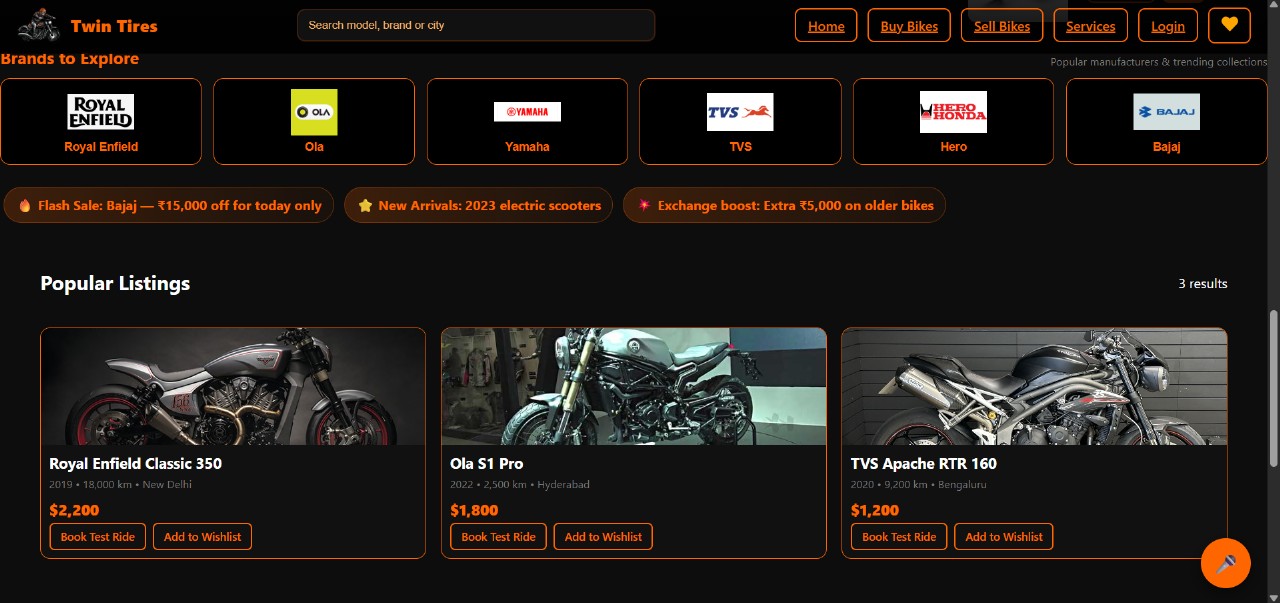 Twin Tires
Search model, brand or city
Home
Buy Bikes
Sell Bikes
Services
Login
Brands to Explore
Popular manufacturers & trending collections
ROYAL
ENFIELD
Royal Enfield
OLA
Ola
YAMAHA
Yamaha
TVS
TVS
HERO
HONDA
Hero
BAJAJ
Bajaj
Flash Sale: Bajaj — ₹15,000 off for today only
New Arrivals: 2023 electric scooters
Exchange boost: Extra ₹5,000 on older bikes
Popular Listings
3 results
Royal Enfield Classic 350
2019 • 18,000 km • New Delhi
$2,200
Book Test Ride
Add to Wishlist
Ola S1 Pro
2022 • 2,500 km • Hyderabad
$1,800
Book Test Ride
Add to Wishlist
TVS Apache RTR 160
2020 • 9,200 km • Bengaluru
$1,200
Book Test Ride
Add to Wishlist